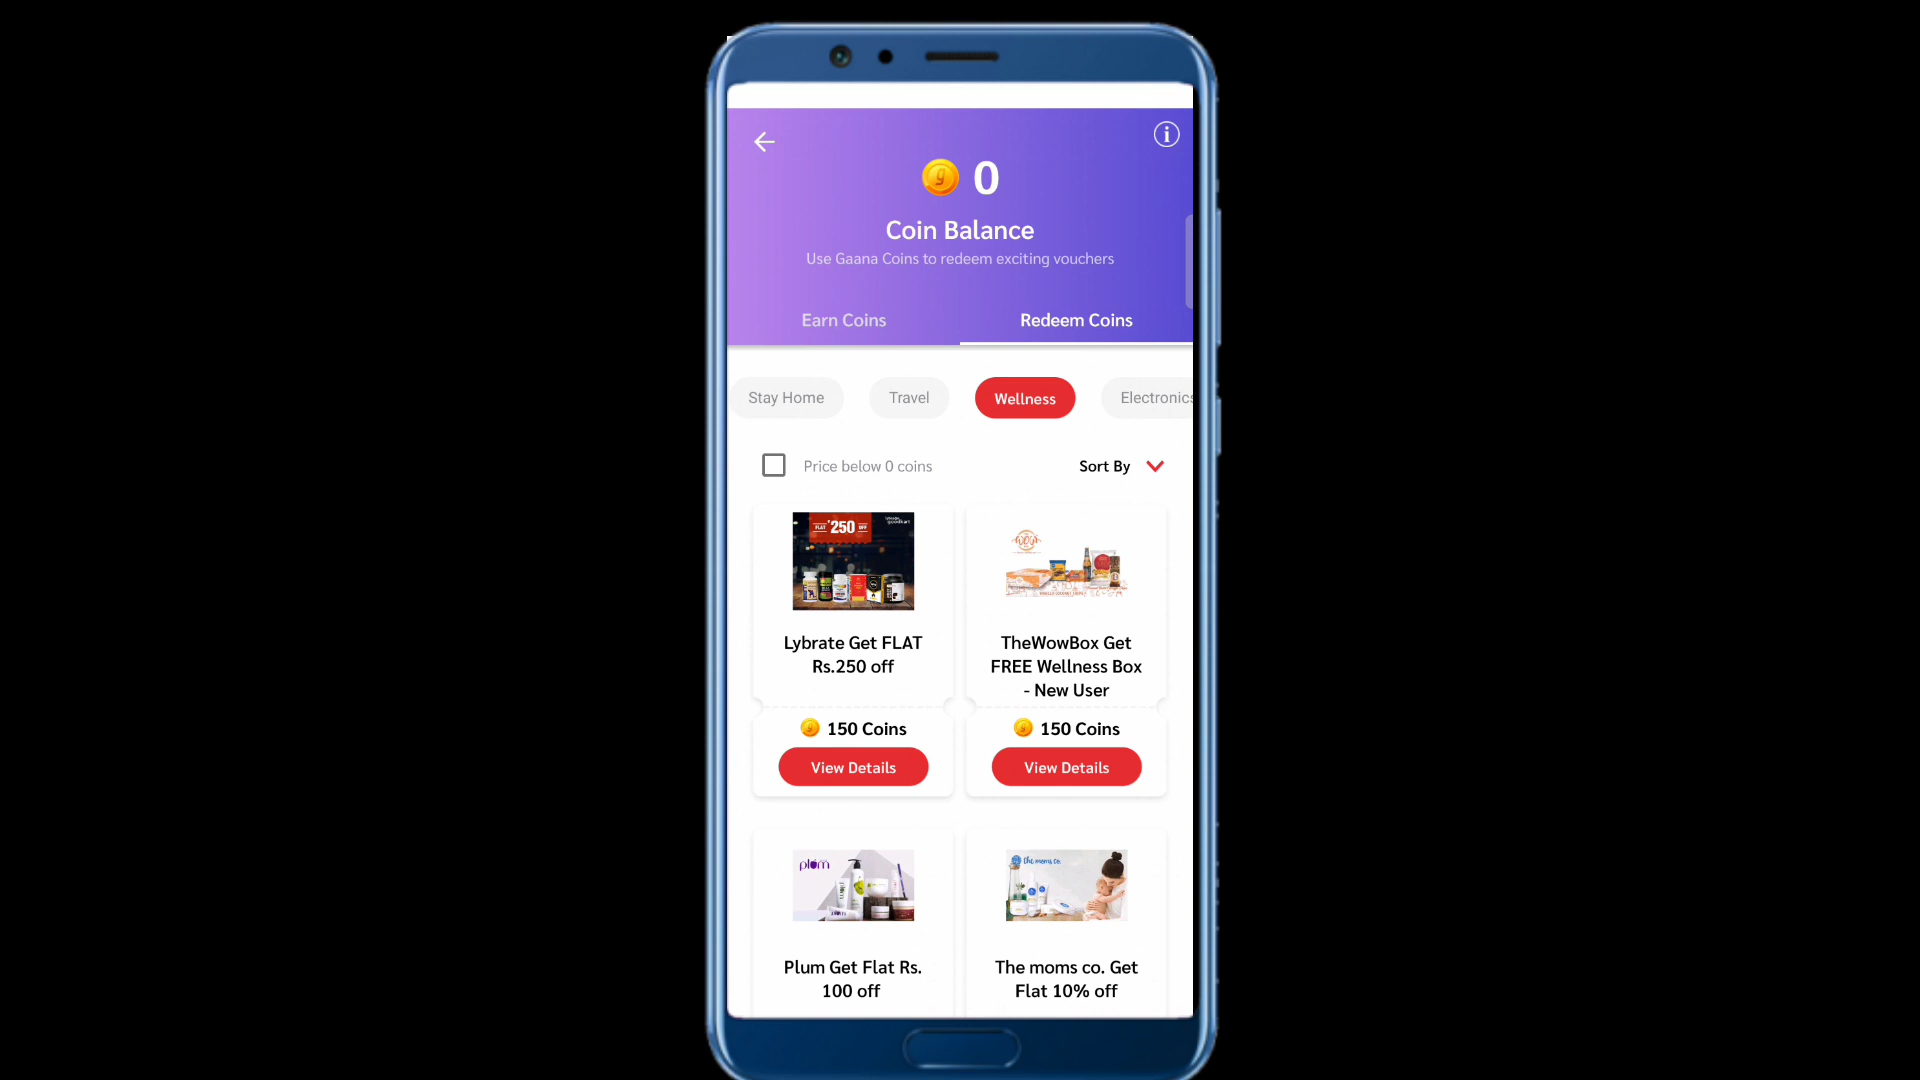 0
Coin Balance
Use Gaana Coins to redeem exciting vouchers
Earn Coins
Redeem Coins
Stay Home
Travel
Wellness
Electronics
Price below 0 coins
Sort By
FLAT ₹250 OFF
goodkart
Lybrate Get FLAT
Rs.250 off
TheWowBox Get
FREE Wellness Box
- New User
150 Coins
150 Coins
View Details
View Details
plum
the moms co.
Plum Get Flat Rs.
100 off
The moms co. Get
Flat 10% off